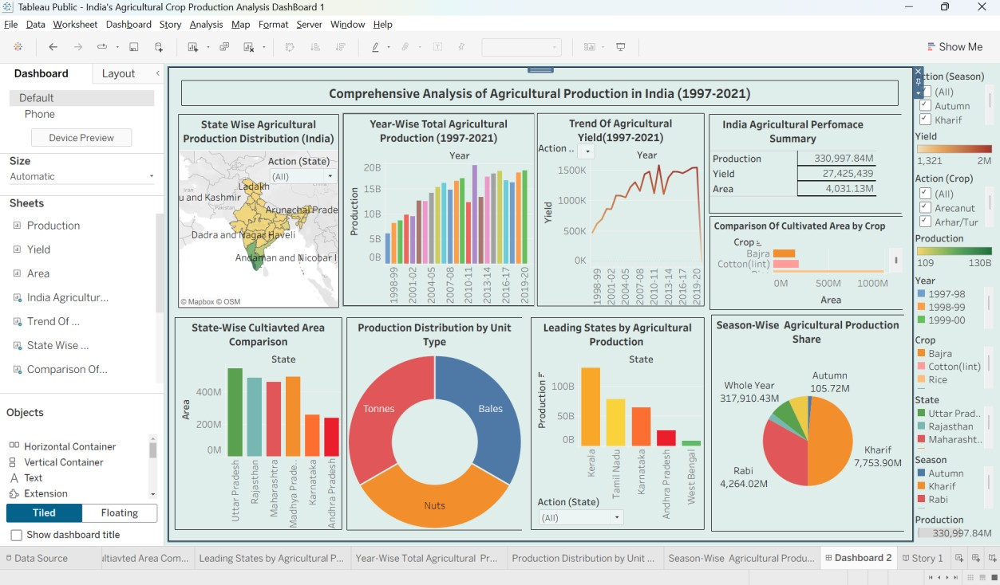 Tableau Public - India's Agricultural Crop Production Analysis DashBoard 1
File Data Worksheet Dashboard Story Analysis Map Format Server Window Help
Show Me
Dashboard Layout
Default
Phone
Device Preview
Size
Automatic
Sheets
Production
Yield
Area
India Agricultur...
Trend Of ...
State Wise ...
Comparison Of...
Objects
Horizontal Container
Vertical Container
Text
Extension
Tiled Floating
Show dashboard title
Comprehensive Analysis of Agricultural Production in India (1997-2021)
State Wise Agricultural
Production Distribution (India)
Action (State)
(All)
Ladakh
u and Kashmir
Iran
Pakistan
Arunachal Prade
Dadra and Nagar Haveli
Andaman and Nicobar I
© Mapbox © OSM
Year-Wise Total Agricultural
Production (1997-2021)
Year
Production
20B
15B
10B
5B
0B
1998-99
2001-02
2004-05
2007-08
2010-11
2013-14
2016-17
2019-20
Trend Of Agricultural
Yield(1997-2021)
Action ..
Year
Yield
1500K
1000K
500K
0K
1998-99
2001-02
2004-05
2007-08
2010-11
2013-14
2016-17
2019-20
India Agricultural Perfomace
Summary
Production 330,997.84M
Yield 27,425,439
Area 4,031.13M
Comparison Of Cultivated Area by Crop
Crop
Bajra
Cotton(lint)
0M 500M 1000M
Area
State-Wise Cultiavted Area
Comparison
State
Area
400M
200M
0M
Uttar Pradesh
Rajasthan
Maharashtra
Madhya Prade..
Karnataka
Andhra Pradesh
Production Distribution by Unit
Type
Tonnes
Bales
Nuts
Leading States by Agricultural
Production
State
Production
100B
50B
0B
Kerala
Tamil Nadu
Karnataka
Andhra Pradesh
West Bengal
Action (State)
(All)
Season-Wise Agricultural Production
Share
Autumn
105.72M
Whole Year
317,910.43M
Kharif
7,753.90M
Rabi
4,264.02M
ction (Season)
(All)
Autumn
Kharif
Yield
1,321 2M
Action (Crop)
(All)
Arecanut
Arhar/Tur
Production
109 130B
Year
1997-98
1998-99
1999-00
Crop
Bajra
Cotton(lint)
Rice
State
Uttar Prad..
Rajasthan
Maharasht..
Season
Autumn
Kharif
Rabi
Production
330,997.84M
Data Source
ultiavted Area Com...
Leading States by Agricultural P...
Year-Wise Total Agricultural Pr...
Production Distribution by Unit ...
Season-Wise Agricultural Produ...
Dashboard 2
Story 1